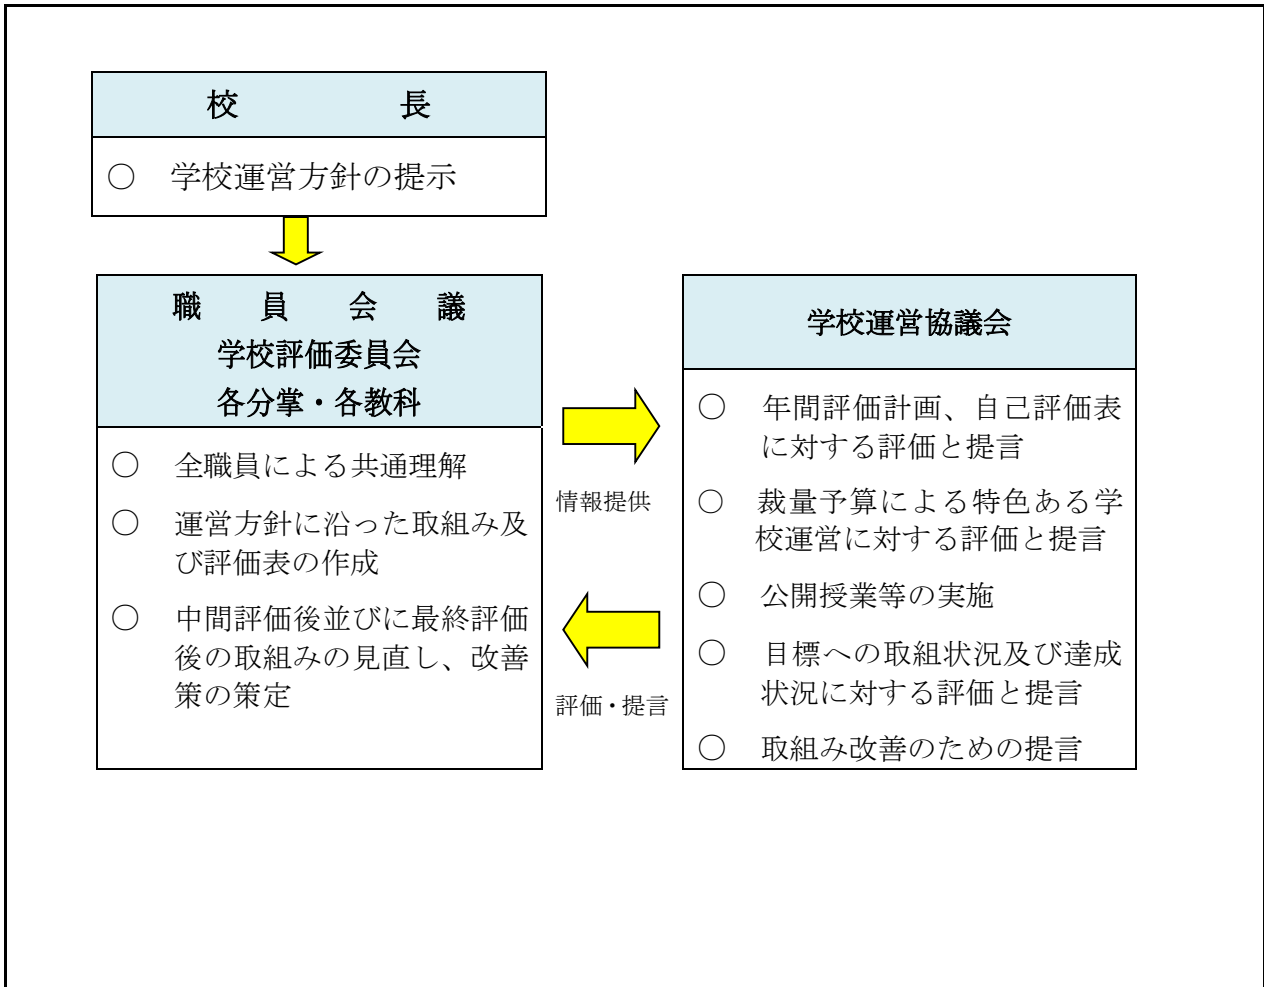 校　　　　　長
○　学校運営方針の提示
職　員　会　議
学校評価委員会
各分掌・各教科
○　全職員による共通理解
○　運営方針に沿った取組み及
び評価表の作成
○　中間評価後並びに最終評価
後の取組みの見直し、改善
策の策定
情報提供
評価・提言
学校運営協議会
○　年間評価計画、自己評価表
に対する評価と提言
○　裁量予算による特色ある学
校運営に対する評価と提言
○　公開授業等の実施
○　目標への取組状況及び達成
状況に対する評価と提言
○　取組み改善のための提言